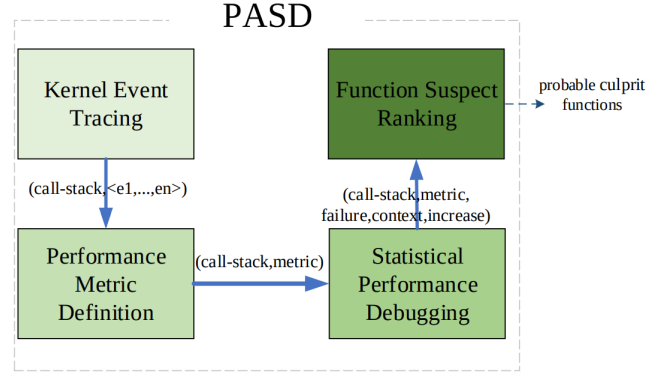 PASD
Kernel Event
Tracing
(call-stack,<e1,...,en>)
Performance
Metric
Definition
(call-stack,metric)
Statistical
Performance
Debugging
(call-stack,metric,
failure,context,increase)
Function Suspect
Ranking
probable culprit
functions